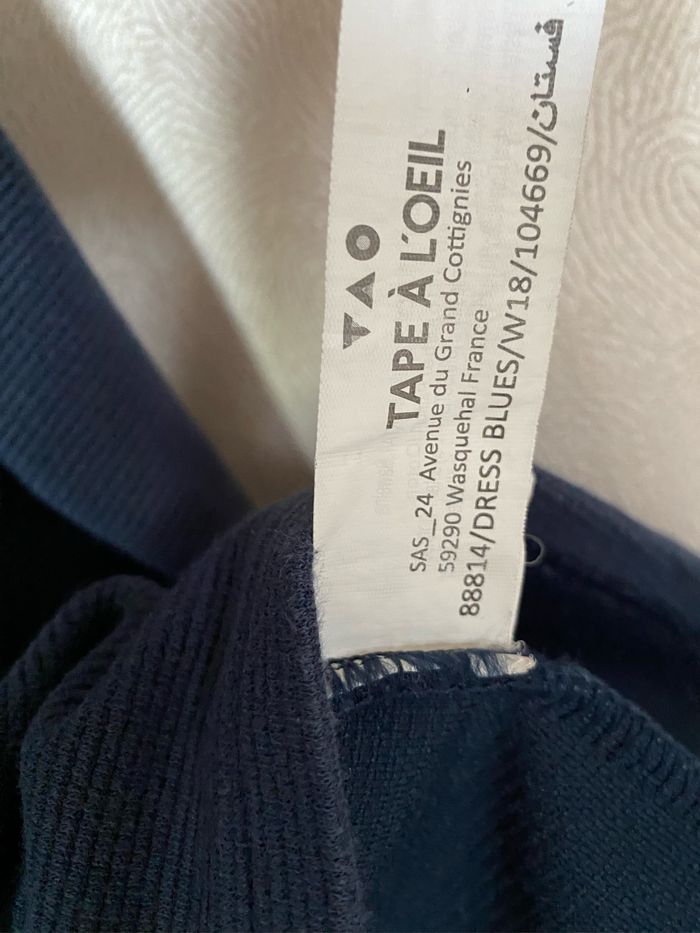 TAO
TAPE À L'OEIL
SAS_24 Avenue du Grand Cottignies
59290 Wasquehal France
88814/DRESS BLUES/W18/104669/فستان